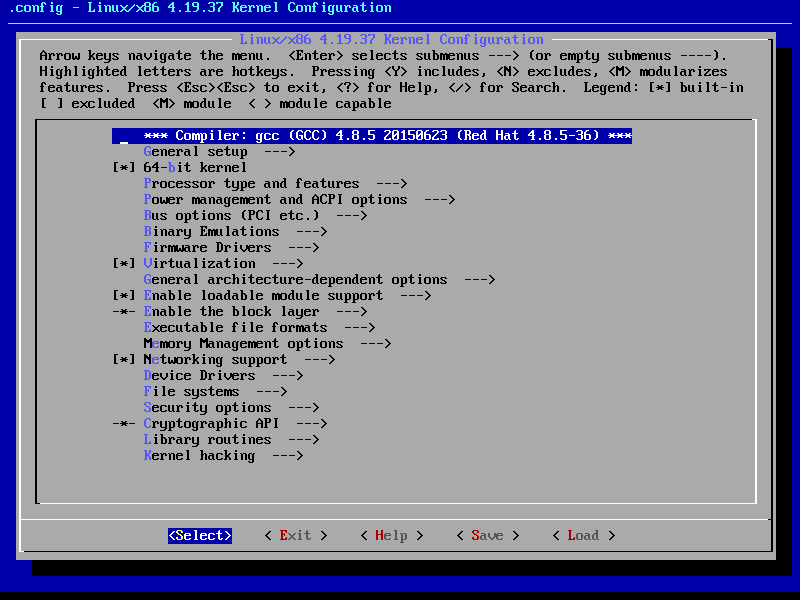 .config - Linux/x86 4.19.37 Kernel Configuration
Linux/x86 4.19.37 Kernel Configuration
Arrow keys navigate the menu.  <Enter> selects submenus ---> (or empty submenus ----).
Highlighted letters are hotkeys.  Pressing <Y> includes, <N> excludes, <M> modularizes
features.  Press <Esc><Esc> to exit, <?> for Help, </> for Search.  Legend: [*] built-in
[ ] excluded  <M> module  < > module capable
*** Compiler: gcc (GCC) 4.8.5 20150623 (Red Hat 4.8.5-36) ***
General setup  --->
[*] 64-bit kernel
Processor type and features  --->
Power management and ACPI options  --->
Bus options (PCI etc.)  --->
Binary Emulations  --->
Firmware Drivers  --->
[*] Virtualization  --->
General architecture-dependent options  --->
[*] Enable loadable module support  --->
-*- Enable the block layer  --->
Executable file formats  --->
Memory Management options  --->
[*] Networking support  --->
Device Drivers  --->
File systems  --->
Security options  --->
-*- Cryptographic API  --->
Library routines  --->
Kernel hacking  --->
<Select>    < Exit >    < Help >    < Save >    < Load >